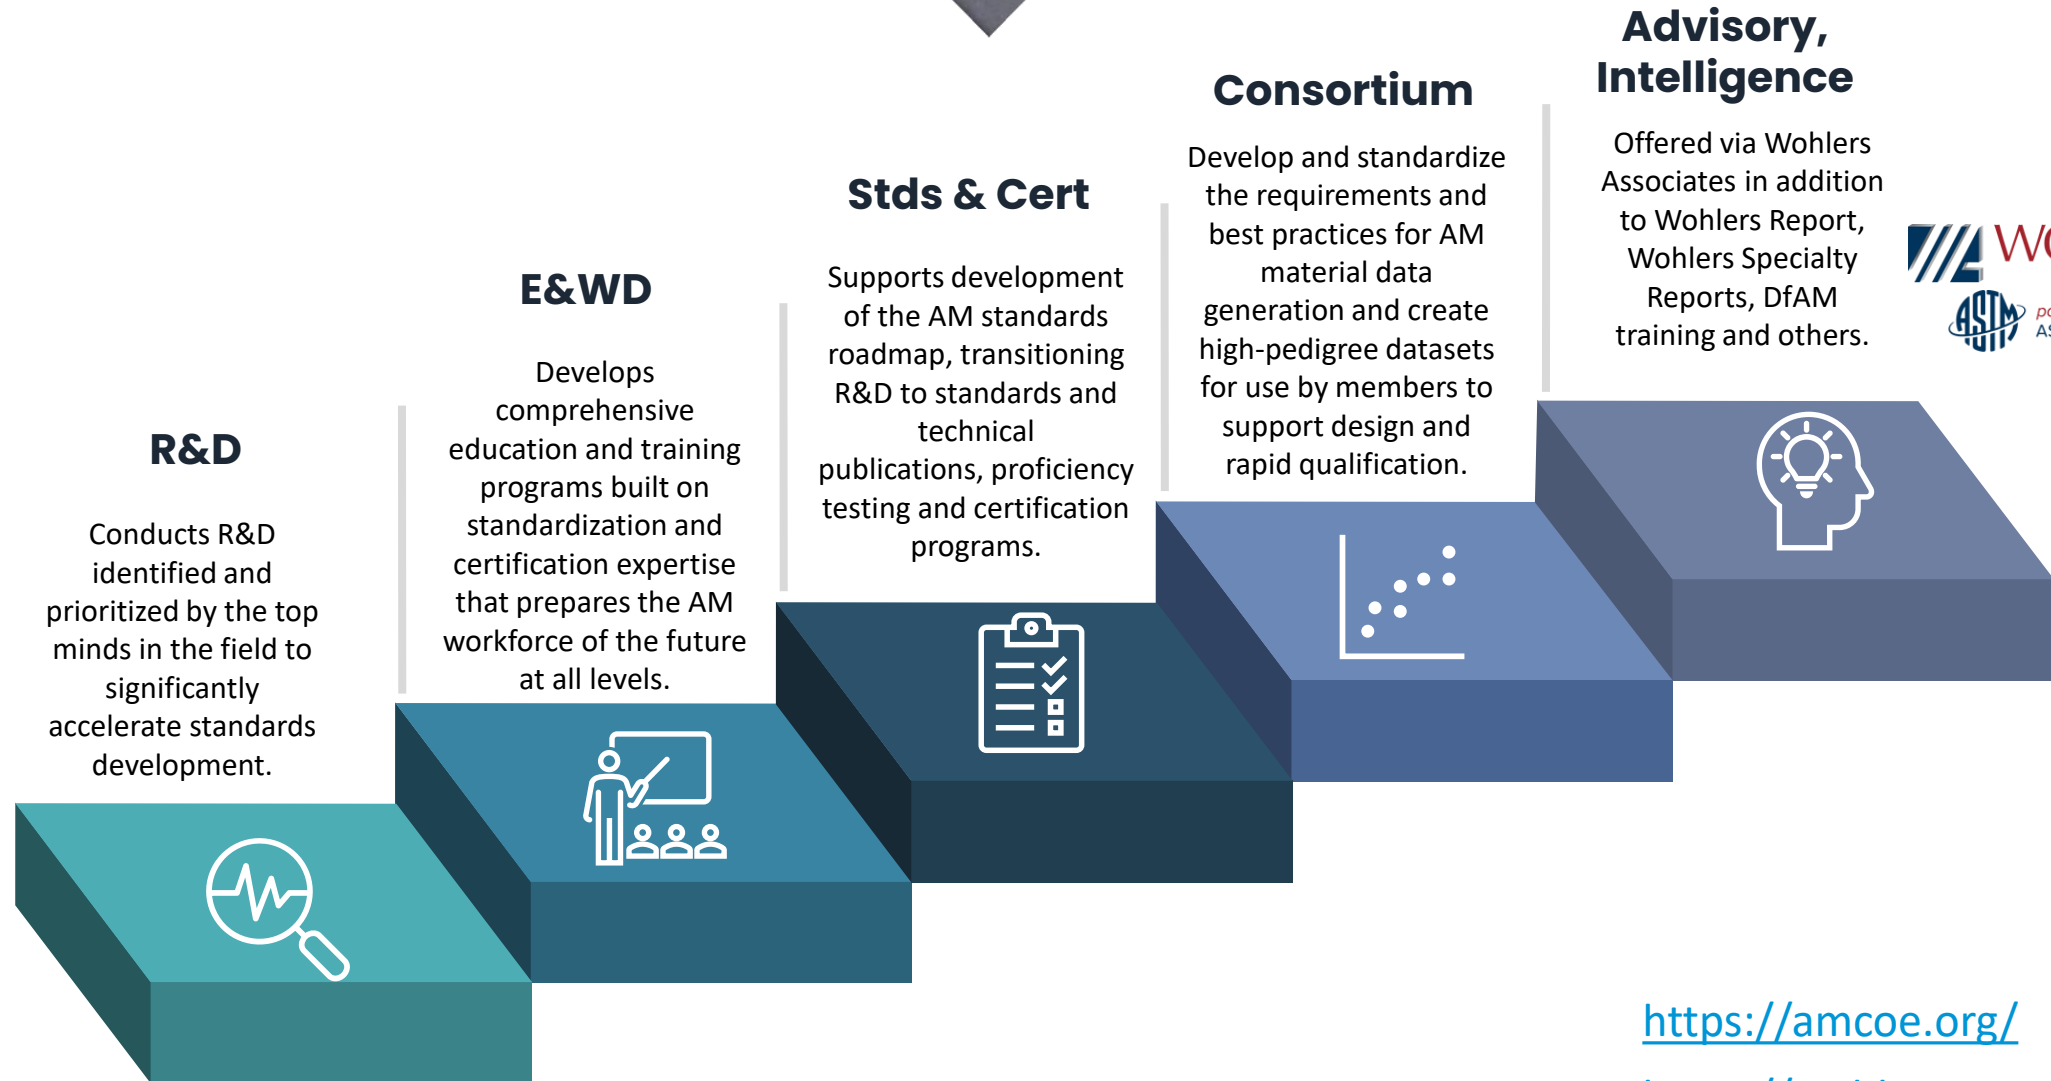 R&D
Conducts R&D
identified and
prioritized by the top
minds in the field to
significantly
accelerate standards
development.
E&WD
Develops
comprehensive
education and training
programs built on
standardization and
certification expertise
that prepares the AM
workforce of the future
at all levels.
Stds & Cert
Supports development
of the AM standards
roadmap, transitioning
R&D to standards and
technical
publications, proficiency
testing and certification
programs.
Consortium
Develop and standardize
the requirements and
best practices for AM
material data
generation and create
high-pedigree datasets
for use by members to
support design and
rapid qualification.
Advisory,
Intelligence
Offered via Wohlers
Associates in addition
to Wohlers Report,
Wohlers Specialty
Reports, DfAM
training and others.
ASTM
https://amcoe.org/